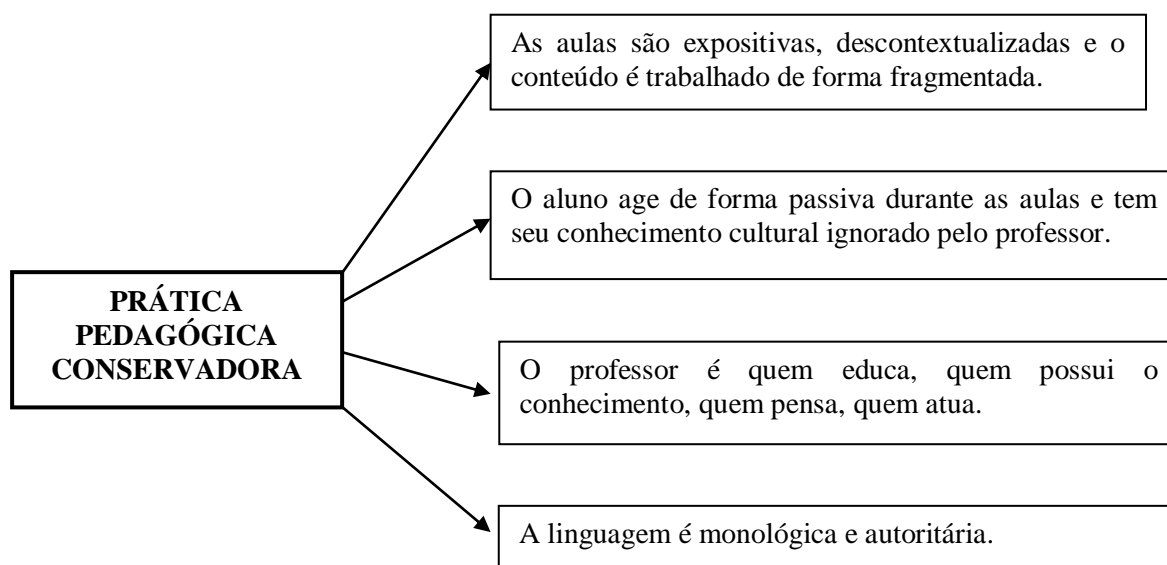 As aulas são expositivas, descontextualizadas e o
conteúdo é trabalhado de forma fragmentada.
O aluno age de forma passiva durante as aulas e tem
seu conhecimento cultural ignorado pelo professor.
PRÁTICA
PEDAGÓGICA
CONSERVADORA
O professor é quem educa, quem possui o
conhecimento, quem pensa, quem atua.
A linguagem é monológica e autoritária.